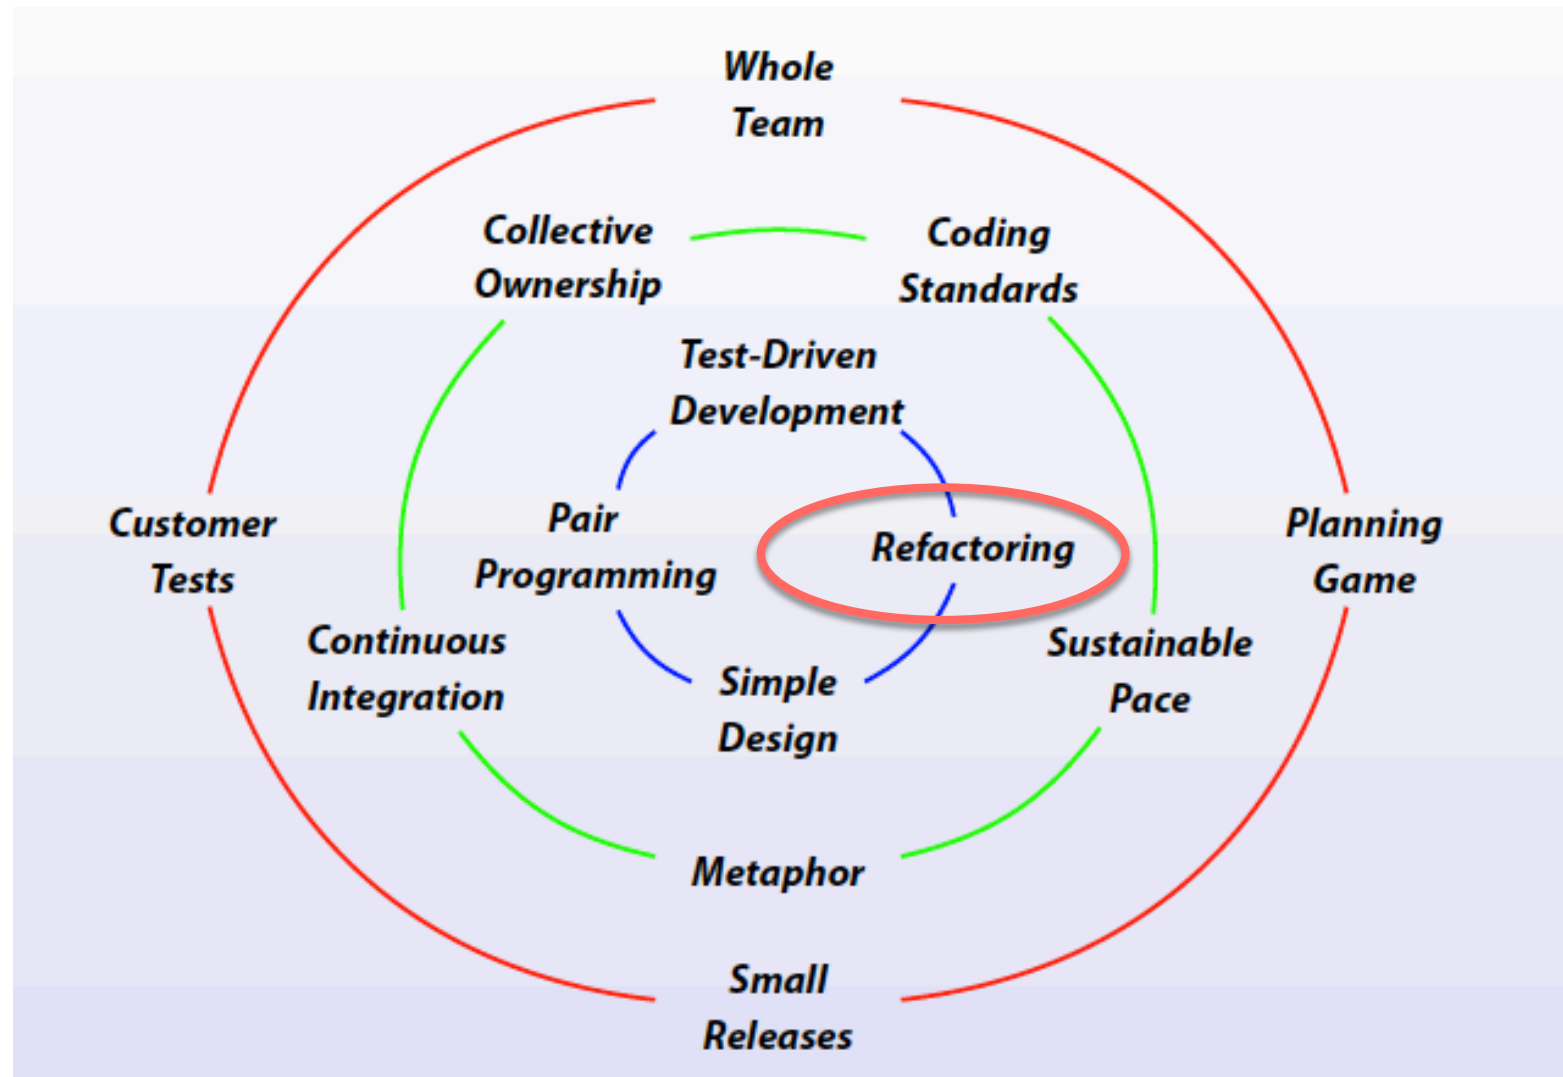 Whole
Team
Collective
Ownership
Coding
Standards
Test-Driven
Development
Customer
Tests
Pair
Programming
Refactoring
Planning
Game
Continuous
Integration
Simple
Design
Sustainable
Pace
Metaphor
Small
Releases